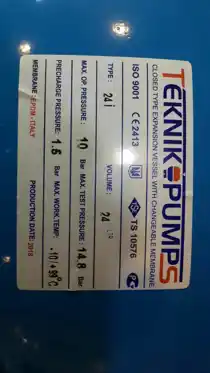 TEKNIK PUMPS
CLOSED TYPE EXPANSION VESSEL WITH CHANGEABLE MEMBRANE
ISO 9001 CE 2413 TS 10576
TYPE : 24 i VOLUME : 24
MAX. OP PRESSURE : 10 Bar MAX. TEST PRESSURE : 14,8 Bar
PRECHARGE PRESSURE: 1.5 Bar MAX. WORK.TEMP: -10/+99°C
MEMBRANE : EPDM - ITALY PRODUCTION DATE: 2018